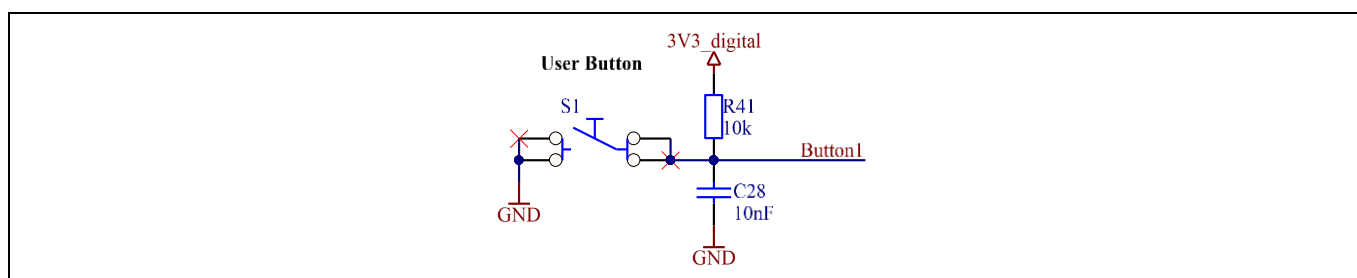 3V3_digital
User Button
S1
R41
10k
Button1
C28
10nF
GND
GND